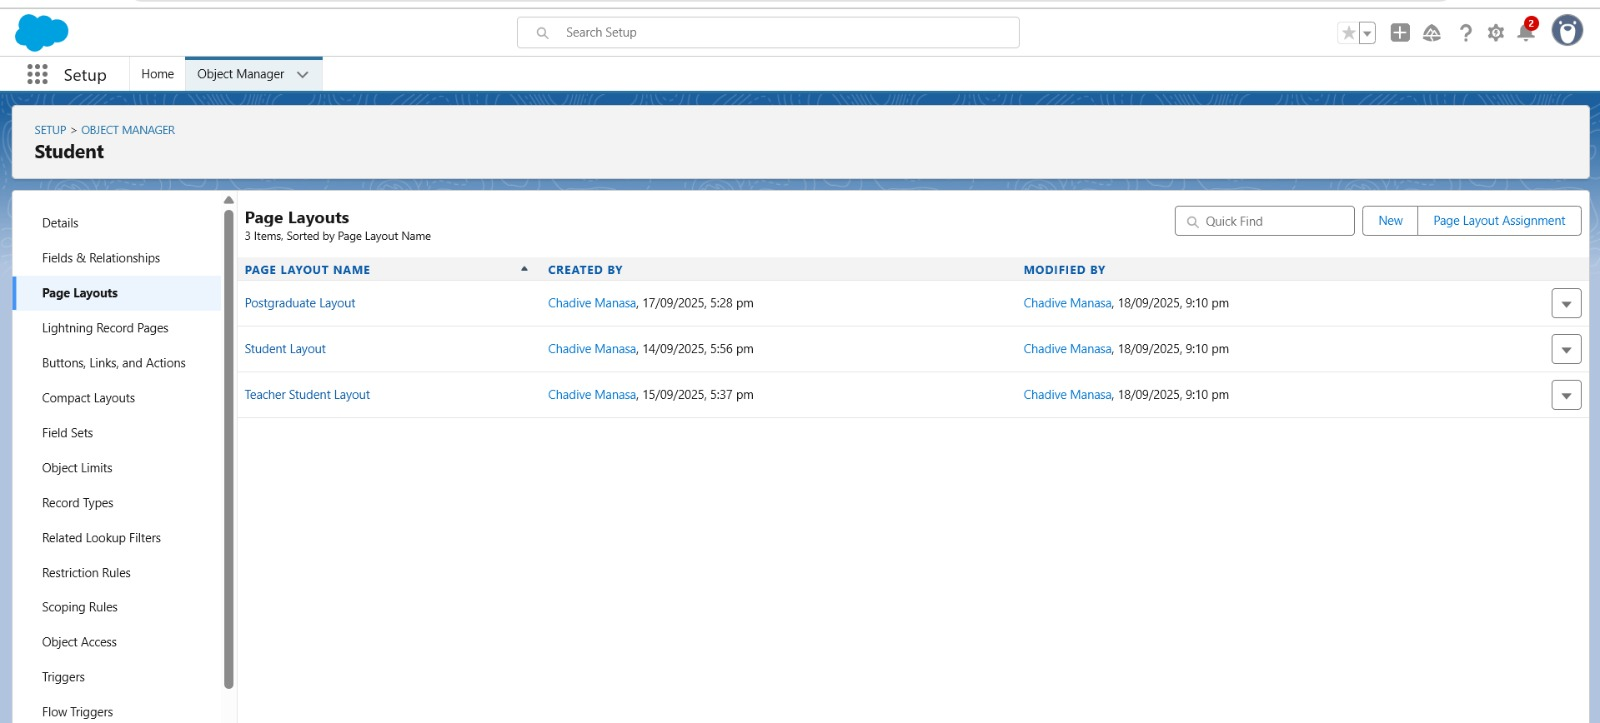 Search Setup
2
Setup
Home
Object Manager
SETUP > OBJECT MANAGER
Student
Details
Fields & Relationships
Page Layouts
Lightning Record Pages
Buttons, Links, and Actions
Compact Layouts
Field Sets
Object Limits
Record Types
Related Lookup Filters
Restriction Rules
Scoping Rules
Object Access
Triggers
Flow Triggers
Page Layouts
3 Items, Sorted by Page Layout Name
Quick Find
New
Page Layout Assignment
PAGE LAYOUT NAME CREATED BY MODIFIED BY
Postgraduate Layout Chadive Manasa, 17/09/2025, 5:28 pm Chadive Manasa, 18/09/2025, 9:10 pm
Student Layout Chadive Manasa, 14/09/2025, 5:56 pm Chadive Manasa, 18/09/2025, 9:10 pm
Teacher Student Layout Chadive Manasa, 15/09/2025, 5:37 pm Chadive Manasa, 18/09/2025, 9:10 pm